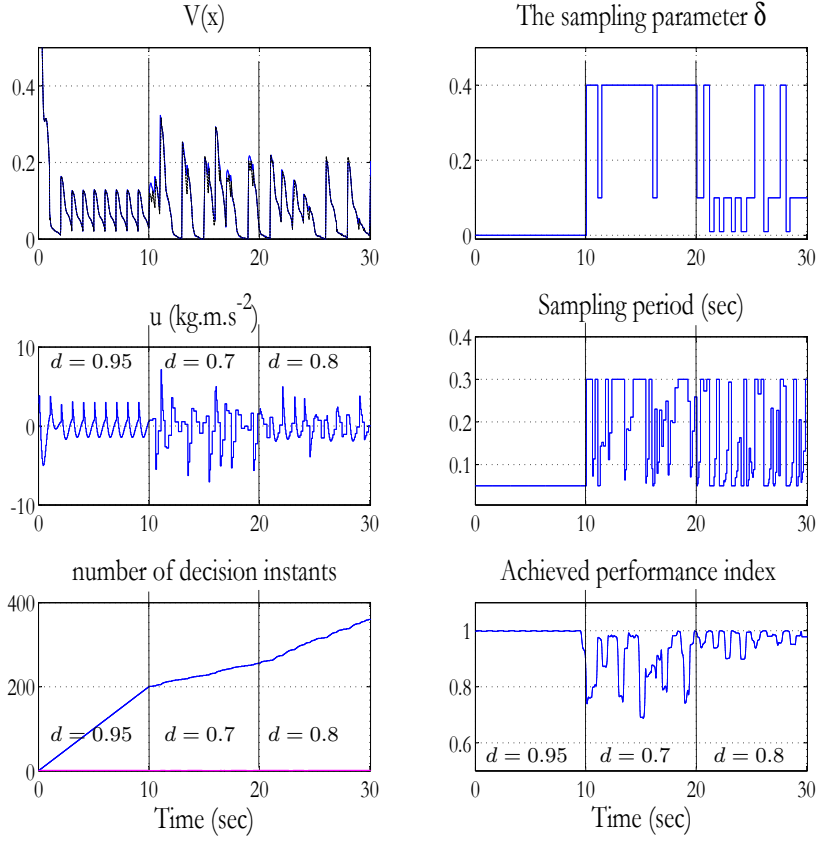 V(x)
0.4
0.2
0
0
10
20
30
The sampling parameter δ
0.4
0.2
0
0
10
20
30
u (kg.m.s⁻²)
10
0
-10
d = 0.95
d = 0.7
d = 0.8
0
10
20
30
Sampling period (sec)
0.4
0.3
0.2
0.1
0
10
20
30
number of decision instants
400
200
0
d = 0.95
d = 0.7
d = 0.8
0
10
20
30
Time (sec)
Achieved performance index
1
0.8
0.6
d = 0.95
d = 0.7
d = 0.8
0
10
20
30
Time (sec)